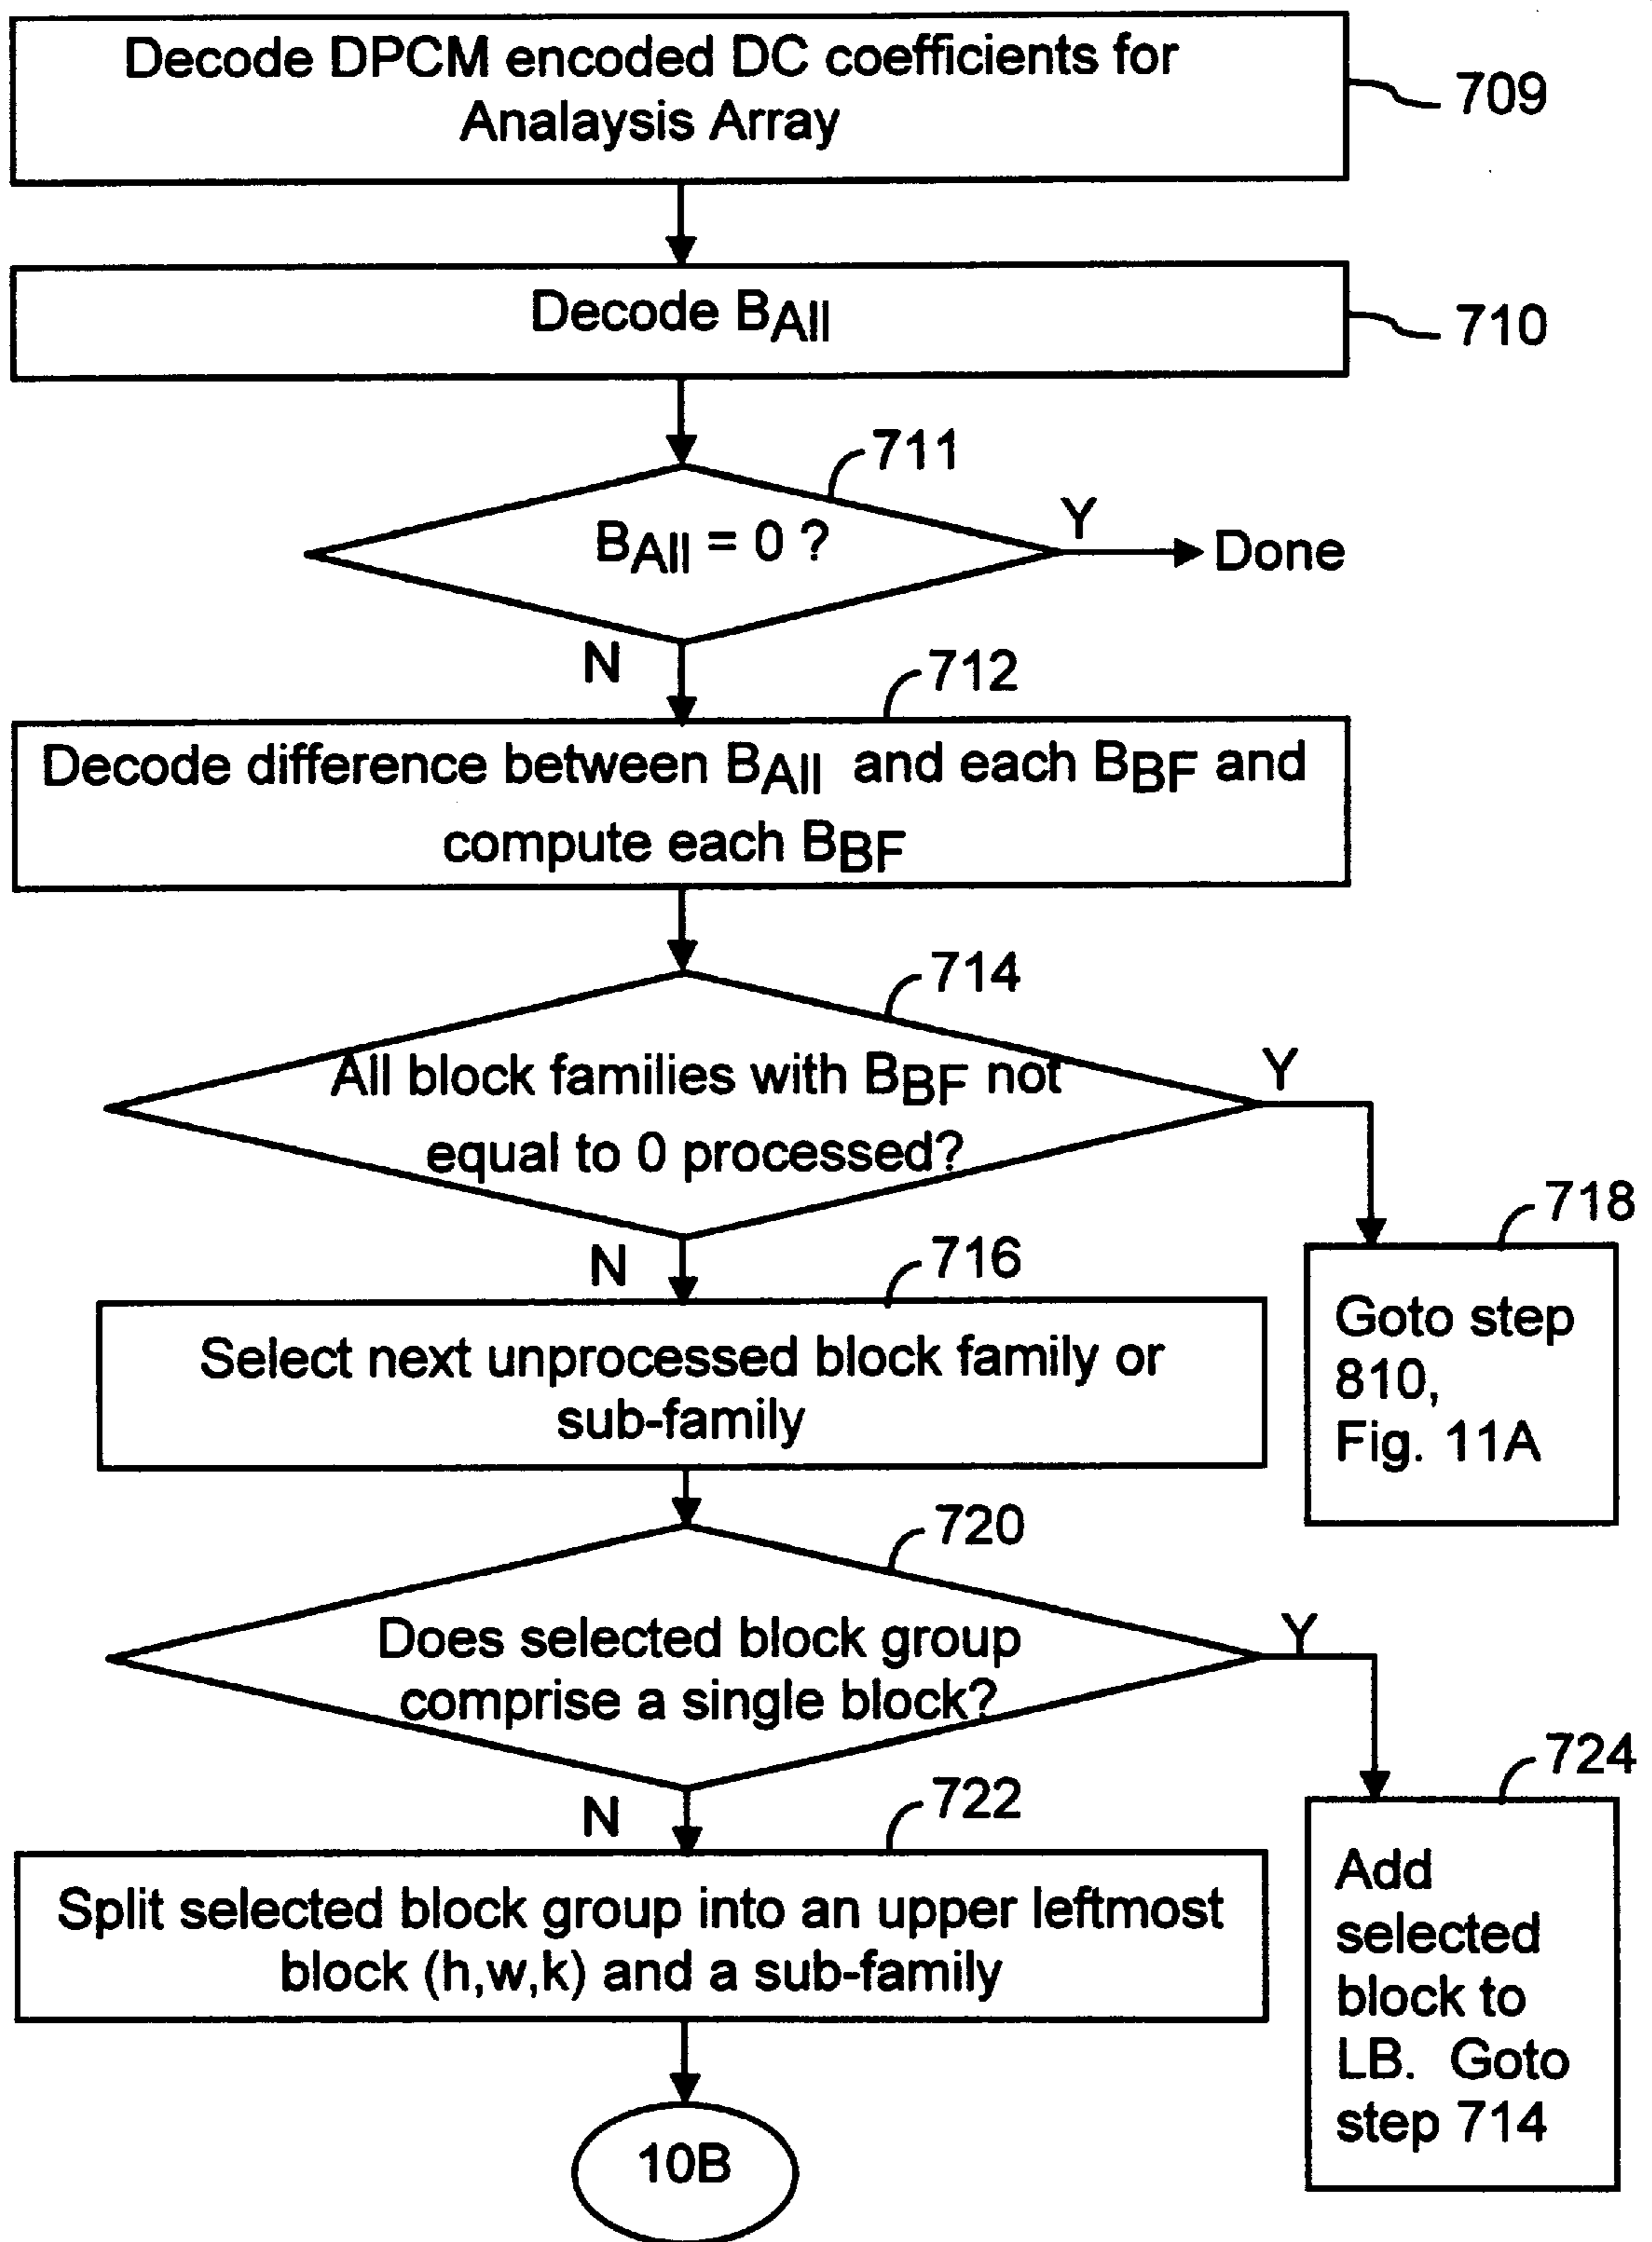 Decode DPCM encoded DC coefficients for
Analaysis Array
709
Decode BAll
710
711
BAll = 0 ?
Y
Done
N
712
Decode difference between BAll and each BBF and
compute each BBF
714
All block families with BBF not
equal to 0 processed?
Y
718
Goto step
810,
Fig. 11A
N
716
Select next unprocessed block family or
sub-family
720
Does selected block group
comprise a single block?
Y
724
Add
selected
block to
LB. Goto
step 714
N
722
Split selected block group into an upper leftmost
block (h,w,k) and a sub-family
10B